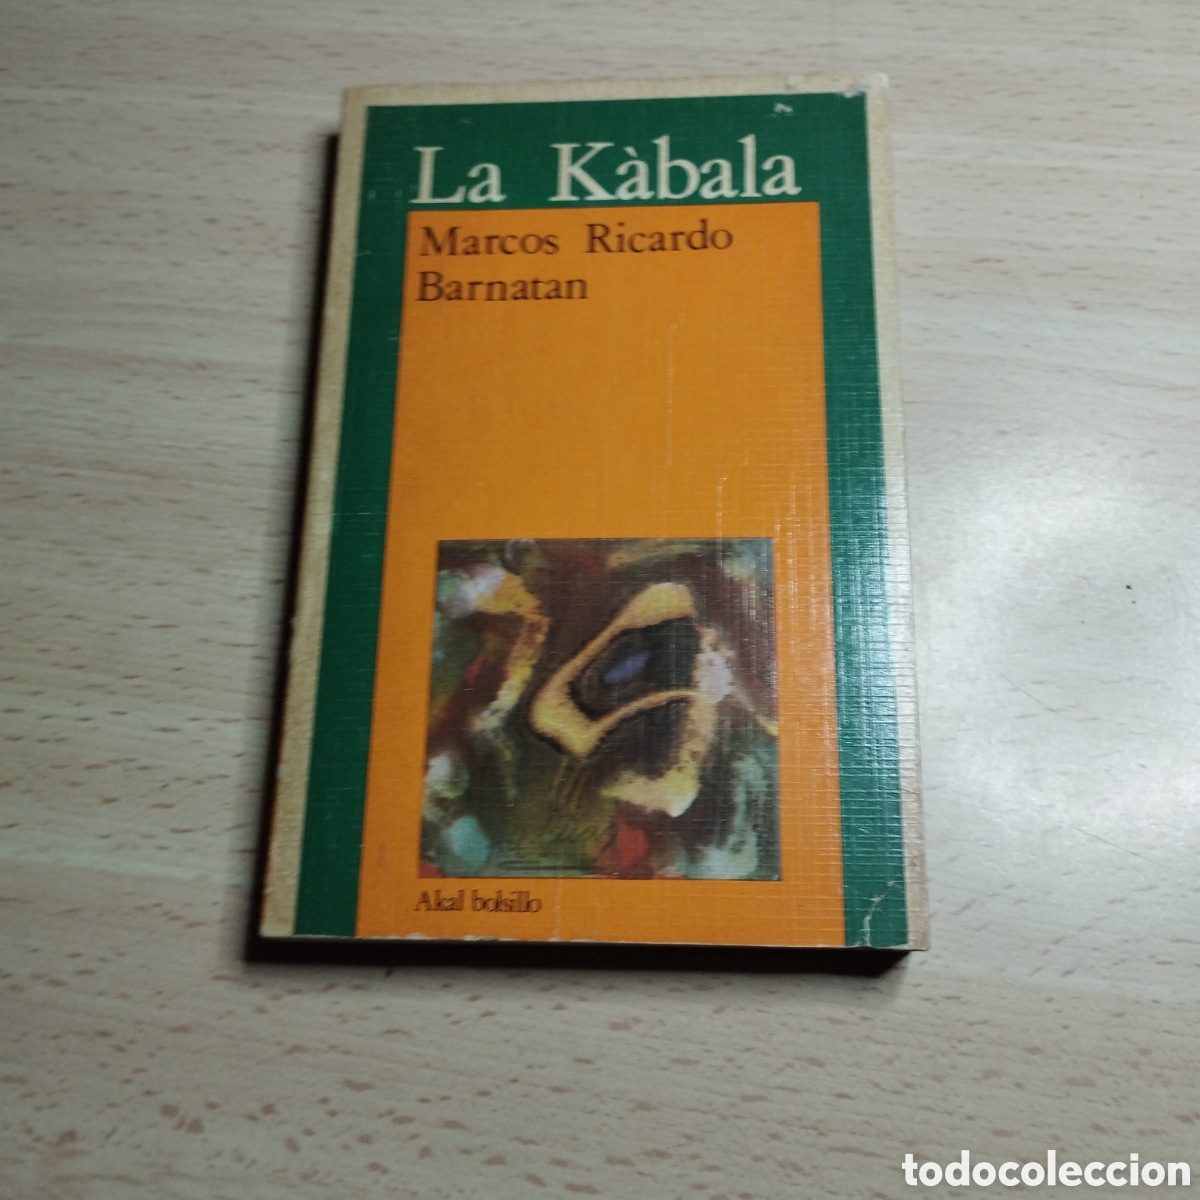 La Kàbala
Marcos Ricardo
Barnatan
Akal bolsillo
todocoleccion